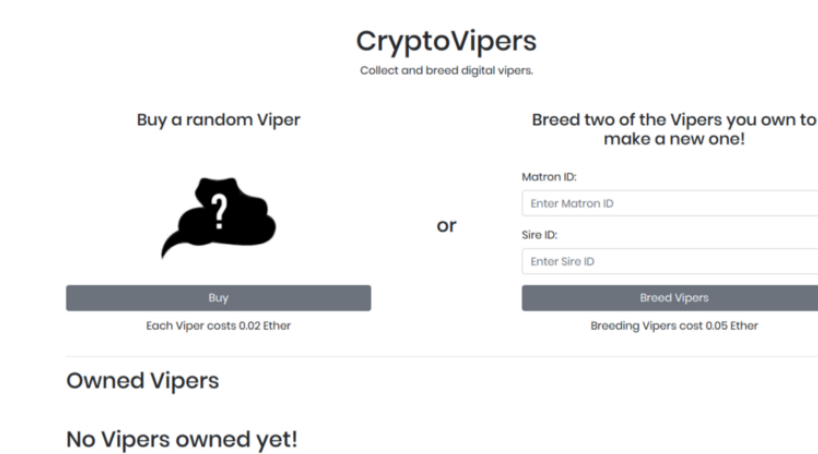 CryptoVipers
Collect and breed digital vipers.
Buy a random Viper
?
Buy
Each Viper costs 0.02 Ether
or
Breed two of the Vipers you own to
make a new one!
Matron ID:
Enter Matron ID
Sire ID:
Enter Sire ID
Breed Vipers
Breeding Vipers cost 0.05 Ether
Owned Vipers
No Vipers owned yet!